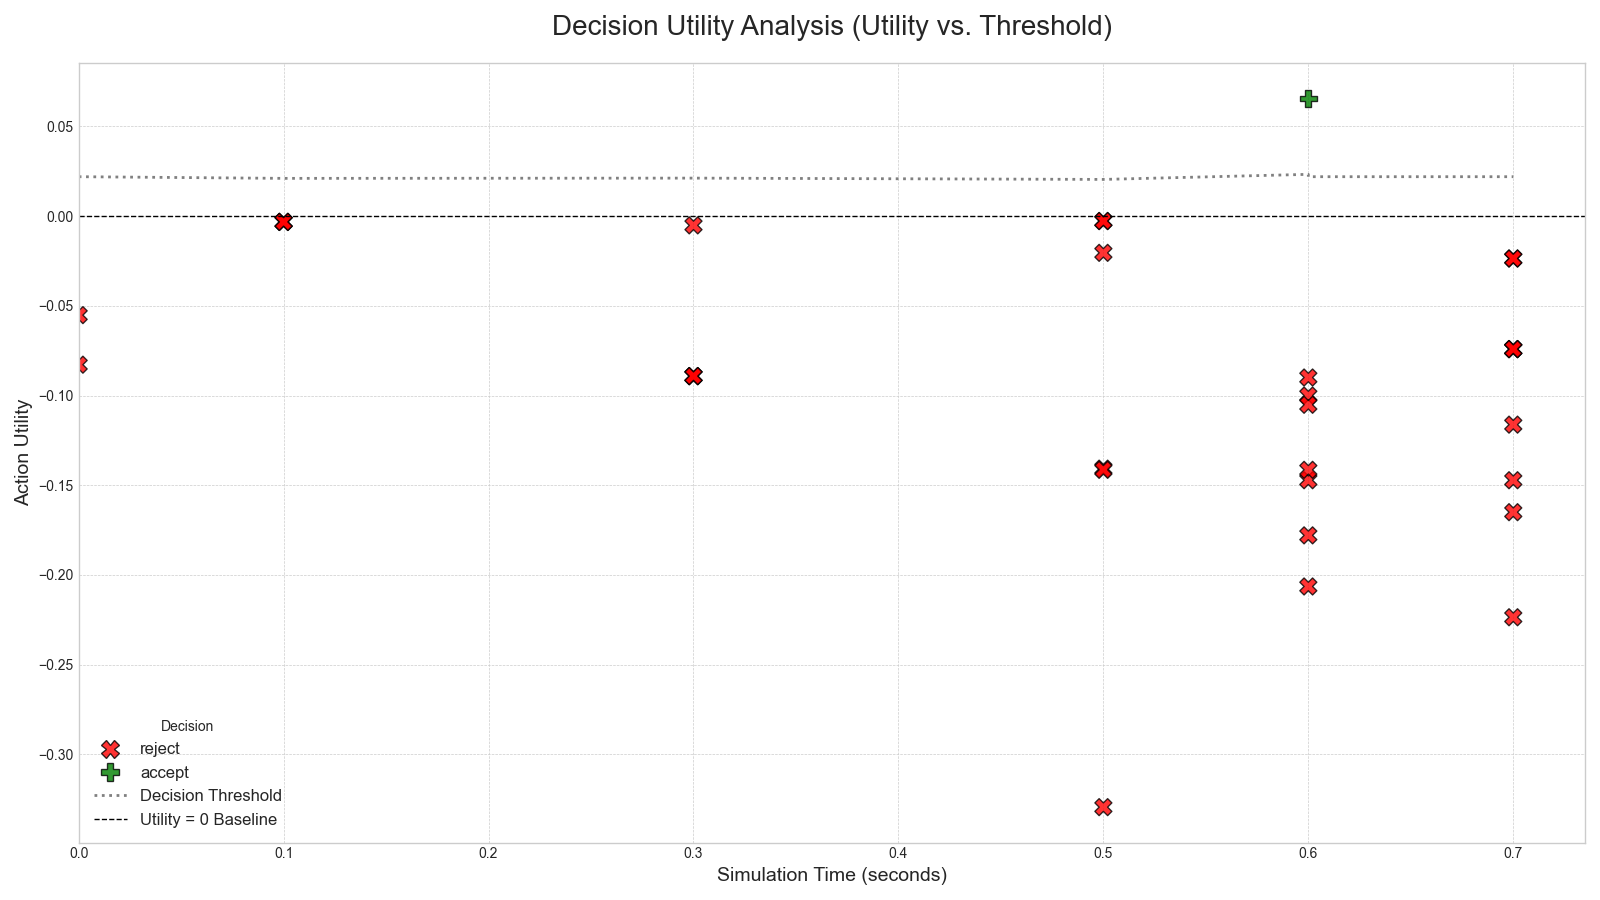 Decision Utility Analysis (Utility vs. Threshold)
Action Utility
0.05
0.00
−0.05
−0.10
−0.15
−0.20
−0.25
−0.30
Decision
reject
accept
Decision Threshold
Utility = 0 Baseline
0.0 0.1 0.2 0.3 0.4 0.5 0.6 0.7
Simulation Time (seconds)